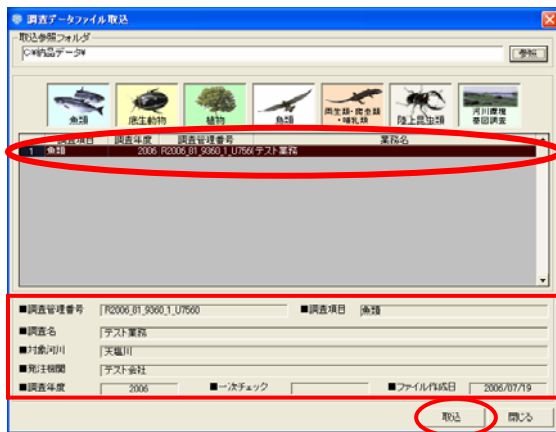 調査データファイル取込
取込参照フォルダ
C:¥納品データ¥ 参照
魚類 底生動物 植物 鳥類 両生類・爬虫類・哺乳類 陸上昆虫類 河川環境基図調査
調査項目 調査年度 調査管理番号 業務名
1 魚類 2006 R2006_81_9360_1_U756( テスト業務
■調査管理番号 R2006_81_9360_1_U7560 ■調査項目 魚類
■調査名 テスト業務
■対象河川 天塩川
■発注機関 テスト会社
■調査年度 2006 ■一次チェック ■ファイル作成日 2006/07/19
取込 閉じる